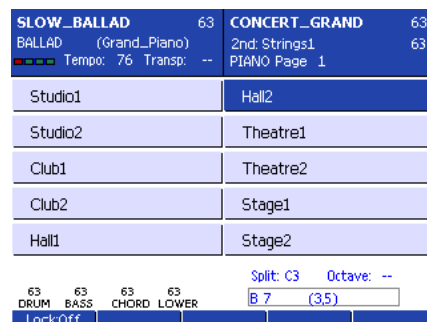 SLOW_BALLAD 63
BALLAD (Grand_Piano)
Tempo: 76 Transp: --
CONCERT_GRAND 63
2nd: Strings1 63
PIANO Page 1
Studio1
Studio2
Club1
Club2
Hall1
Hall2
Theatre1
Theatre2
Stage1
Stage2
63 63 63 63
DRUM BASS CHORD LOWER
Split: C3 Octave: --
B 7 (3,5)
Lock:Off